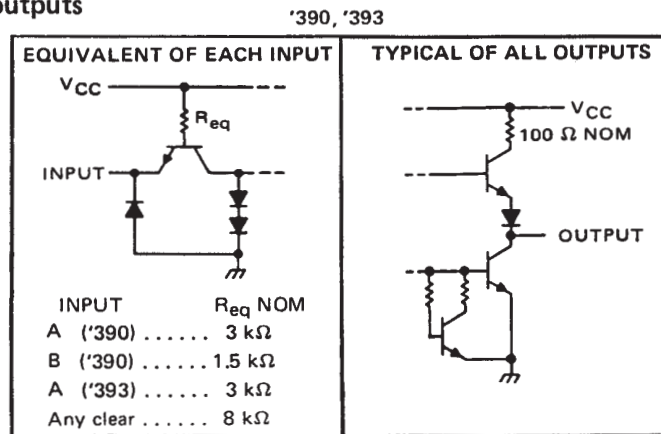 outputs
'390, '393
EQUIVALENT OF EACH INPUT
VCC
Req
INPUT
INPUT Req NOM
A ('390) ...... 3 kΩ
B ('390) ...... 1.5 kΩ
A ('393) ...... 3 kΩ
Any clear ...... 8 kΩ
TYPICAL OF ALL OUTPUTS
VCC
100 Ω NOM
OUTPUT